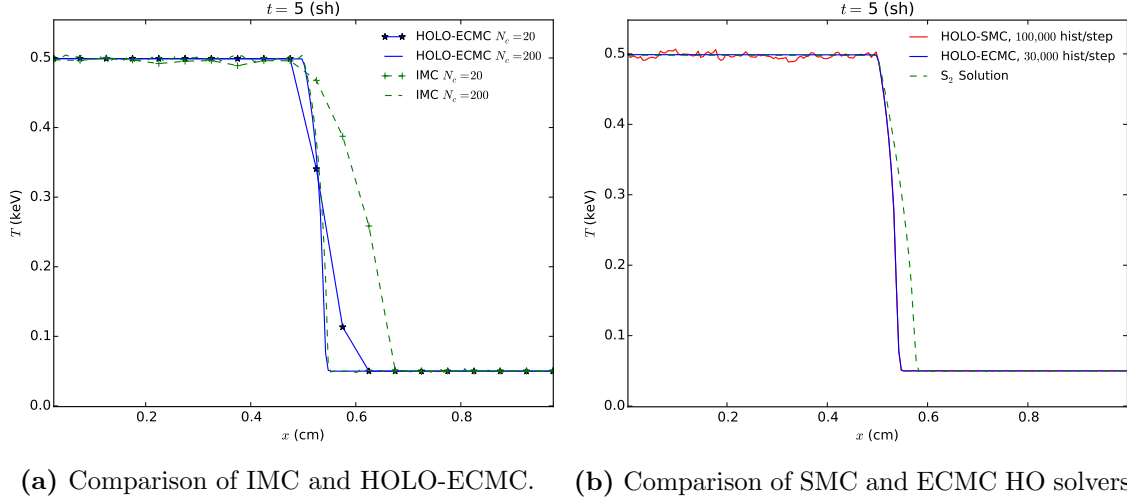 t = 5 (sh)
HOLO-ECMC N_c =20
HOLO-ECMC N_c =200
IMC N_c =20
IMC N_c =200
T (keV)
0.5
0.4
0.3
0.2
0.1
0.0
0.2 0.4 0.6 0.8
x (cm)
(a) Comparison of IMC and HOLO-ECMC.
t = 5 (sh)
HOLO-SMC, 100,000 hist/step
HOLO-ECMC, 30,000 hist/step
S₂ Solution
T (keV)
0.5
0.4
0.3
0.2
0.1
0.0
0.2 0.4 0.6 0.8
x (cm)
(b) Comparison of SMC and ECMC HO solvers